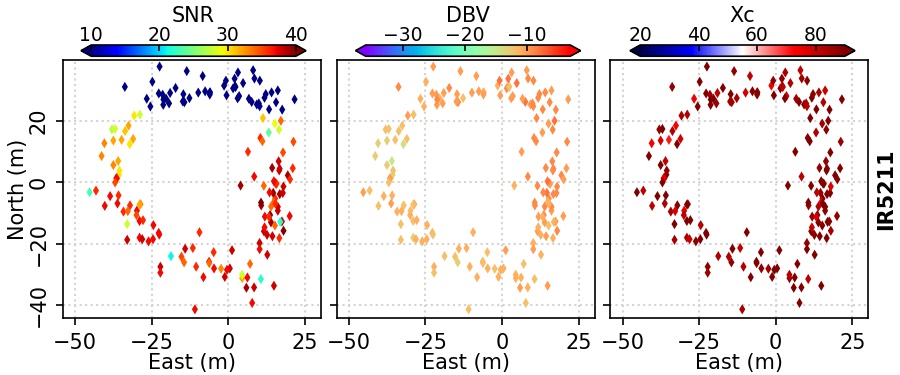 SNR DBV Xc
10 20 30 40 −30 −20 −10 20 40 60 80
North (m)
20
0
−20
−40
−50 −25 0 25 −50 −25 0 25 −50 −25 0 25
East (m) East (m) East (m)
IR5211